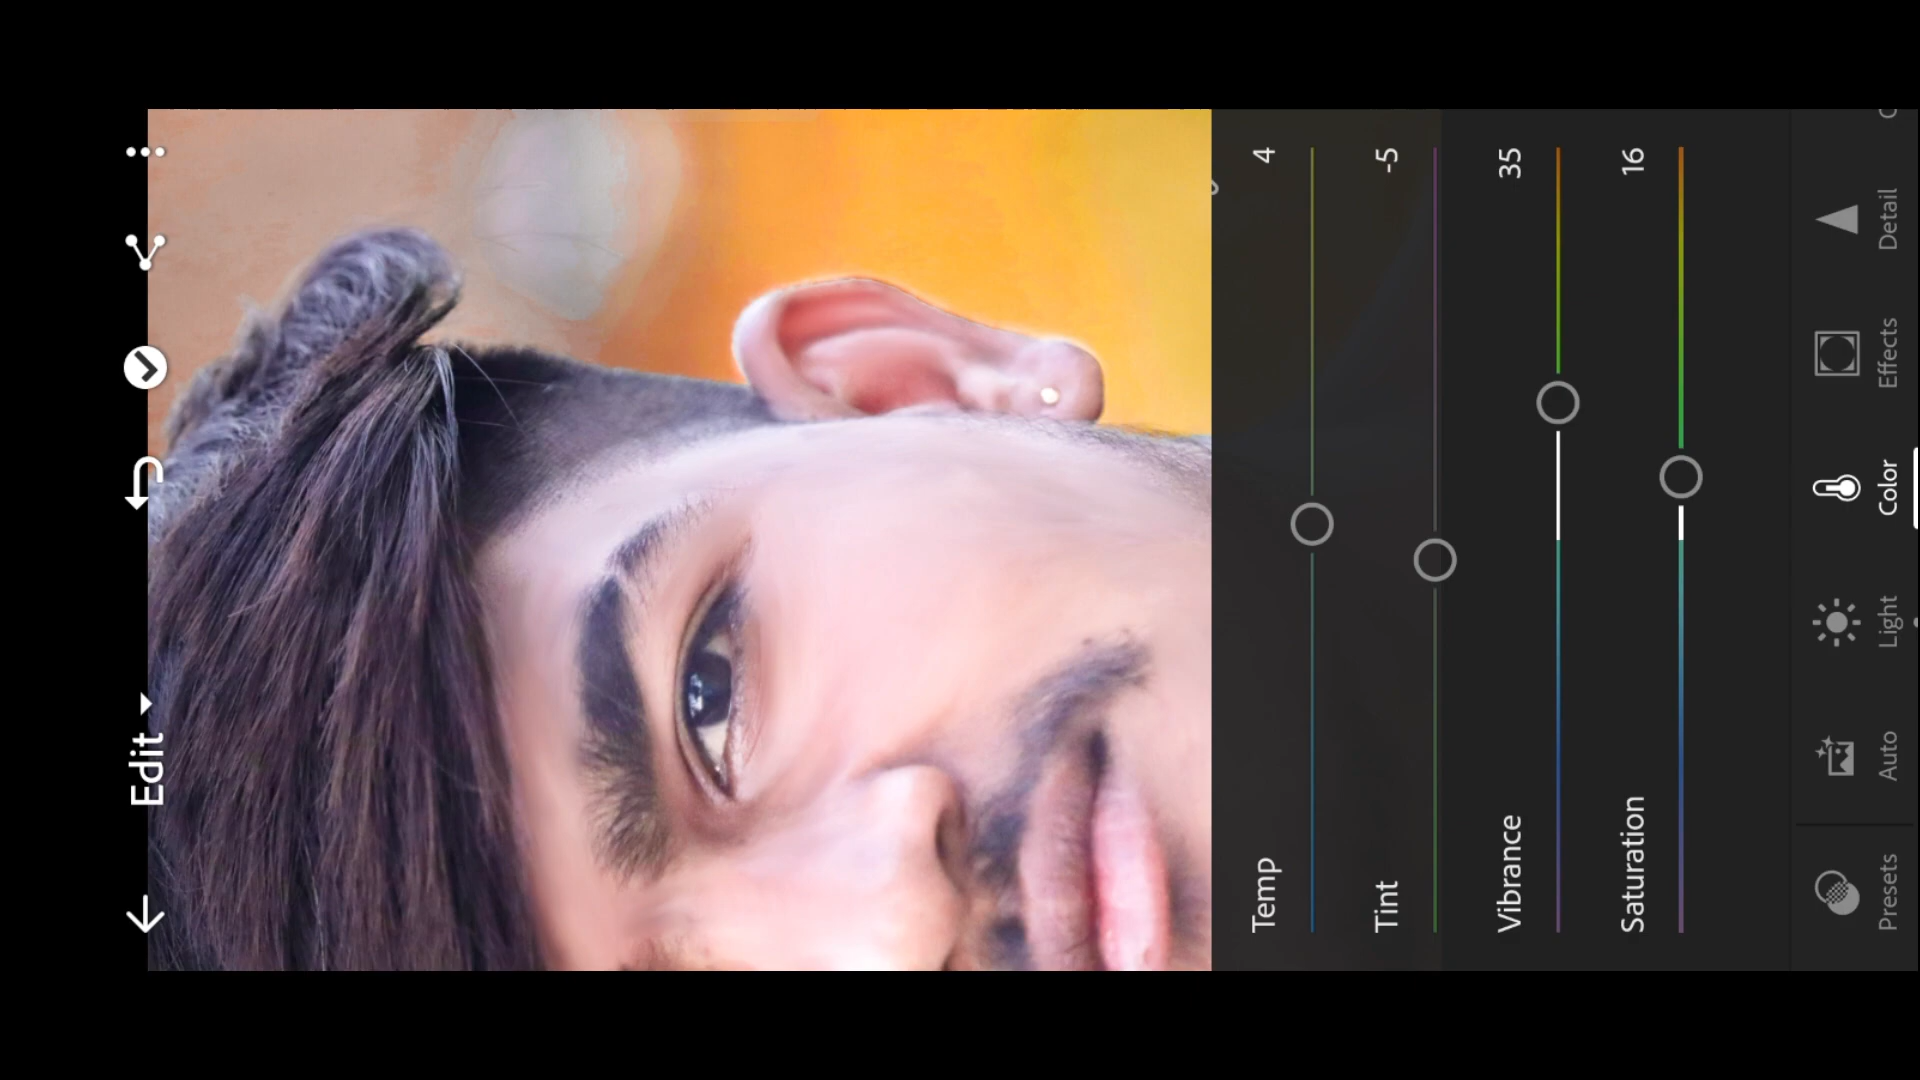 Edit
Temp 4
Tint -5
Vibrance 35
Saturation 16
Presets Auto Light Color Effects Detail